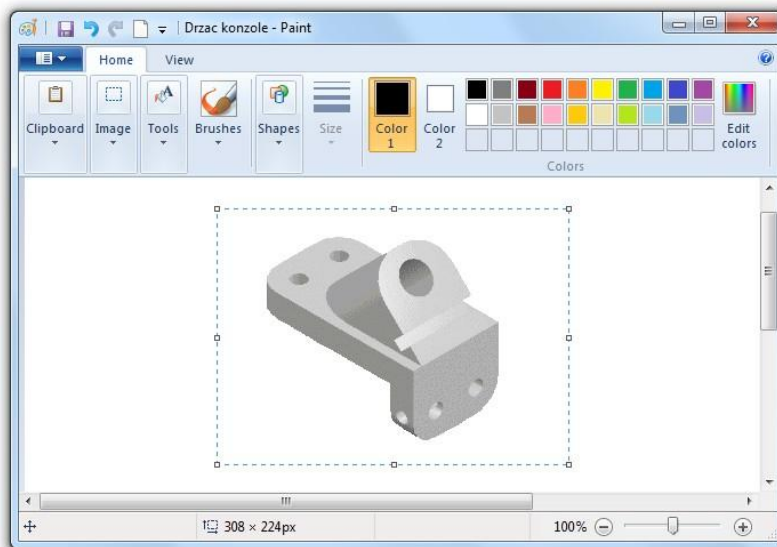 Drzac konzole - Paint
Home View
Clipboard Image Tools Brushes Shapes Size Color 1 Color 2 Edit colors
Colors
308 × 224px 100%